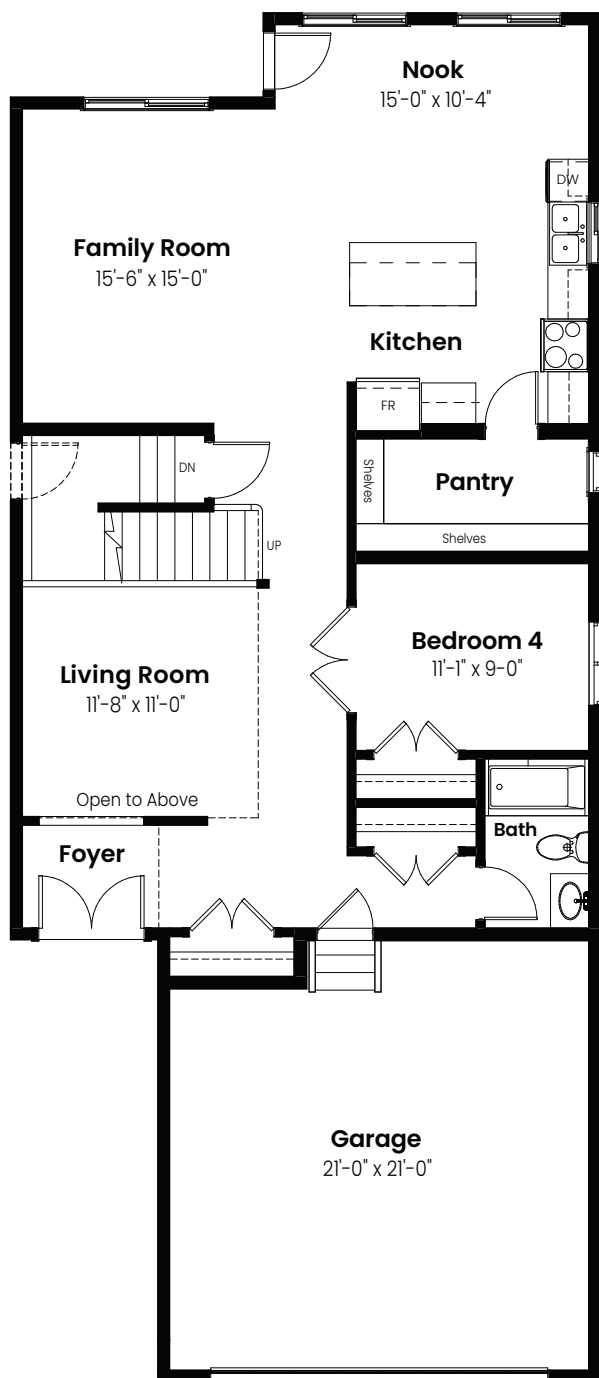 Nook
15'-0" x 10'-4"
DW
Family Room
15'-6" x 15'-0"
Kitchen
FR
DN
Shelves
Pantry
Shelves
UP
Bedroom 4
11'-1" x 9-0"
Living Room
11'-8" x 11'-0"
Open to Above
Bath
Foyer
Garage
21'-0" x 21'-0"